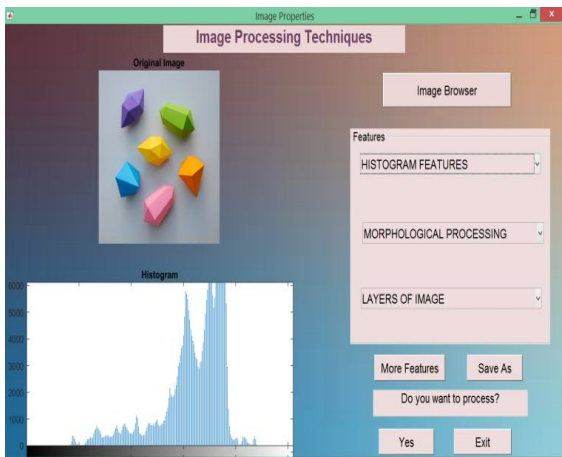 Image Properties
Image Processing Techniques
Original Image
Image Browser
Features
HISTOGRAM FEATURES
MORPHOLOGICAL PROCESSING
LAYERS OF IMAGE
Histogram
6000
5000
4000
3000
2000
1000
0
More Features
Save As
Do you want to process?
Yes
Exit